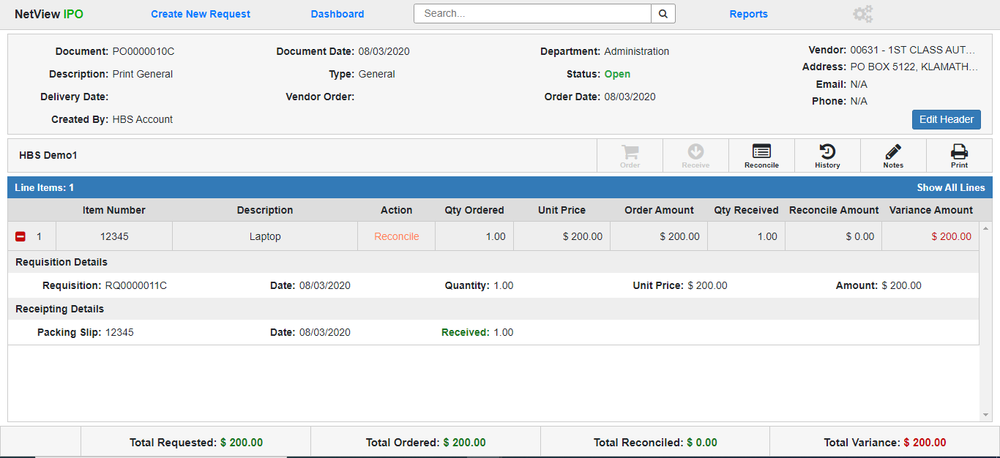 NetView IPO Create New Request Dashboard Search... Reports
Document: PO0000010C Document Date: 08/03/2020 Department: Administration Vendor: 00631 - 1ST CLASS AUT...
Address: PO BOX 5122, KLAMATH...
Description: Print General Type: General Status: Open
Email: N/A
Delivery Date: Vendor Order: Order Date: 08/03/2020
Phone: N/A
Created By: HBS Account Edit Header
HBS Demo1 Order Receive Reconcile History Notes Print
Line Items: 1 Show All Lines
Item Number Description Action Qty Ordered Unit Price Order Amount Qty Received Reconcile Amount Variance Amount
1 12345 Laptop Reconcile 1.00 $ 200.00 $ 200.00 1.00 $ 0.00 $ 200.00
Requisition Details
Requisition: RQ0000011C Date: 08/03/2020 Quantity: 1.00 Unit Price: $ 200.00 Amount: $ 200.00
Receipting Details
Packing Slip: 12345 Date: 08/03/2020 Received: 1.00
Total Requested: $ 200.00 Total Ordered: $ 200.00 Total Reconciled: $ 0.00 Total Variance: $ 200.00